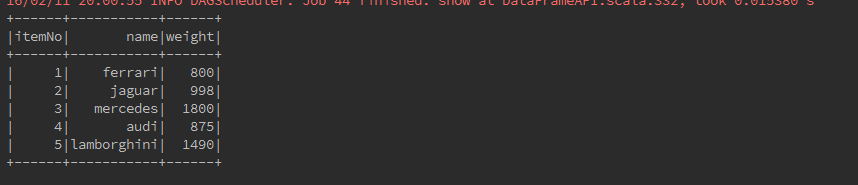 16/02/11 20:00:55 INFO DAGScheduler: Job 44 finished: show at DataFrameAPI.scala:332, took 0.015380 s
+------+-----------+------+
|itemNo|       name|weight|
+------+-----------+------+
|     1|    ferrari|   800|
|     2|     jaguar|   998|
|     3|   mercedes|  1800|
|     4|       audi|   875|
|     5|lamborghini|  1490|
+------+-----------+------+